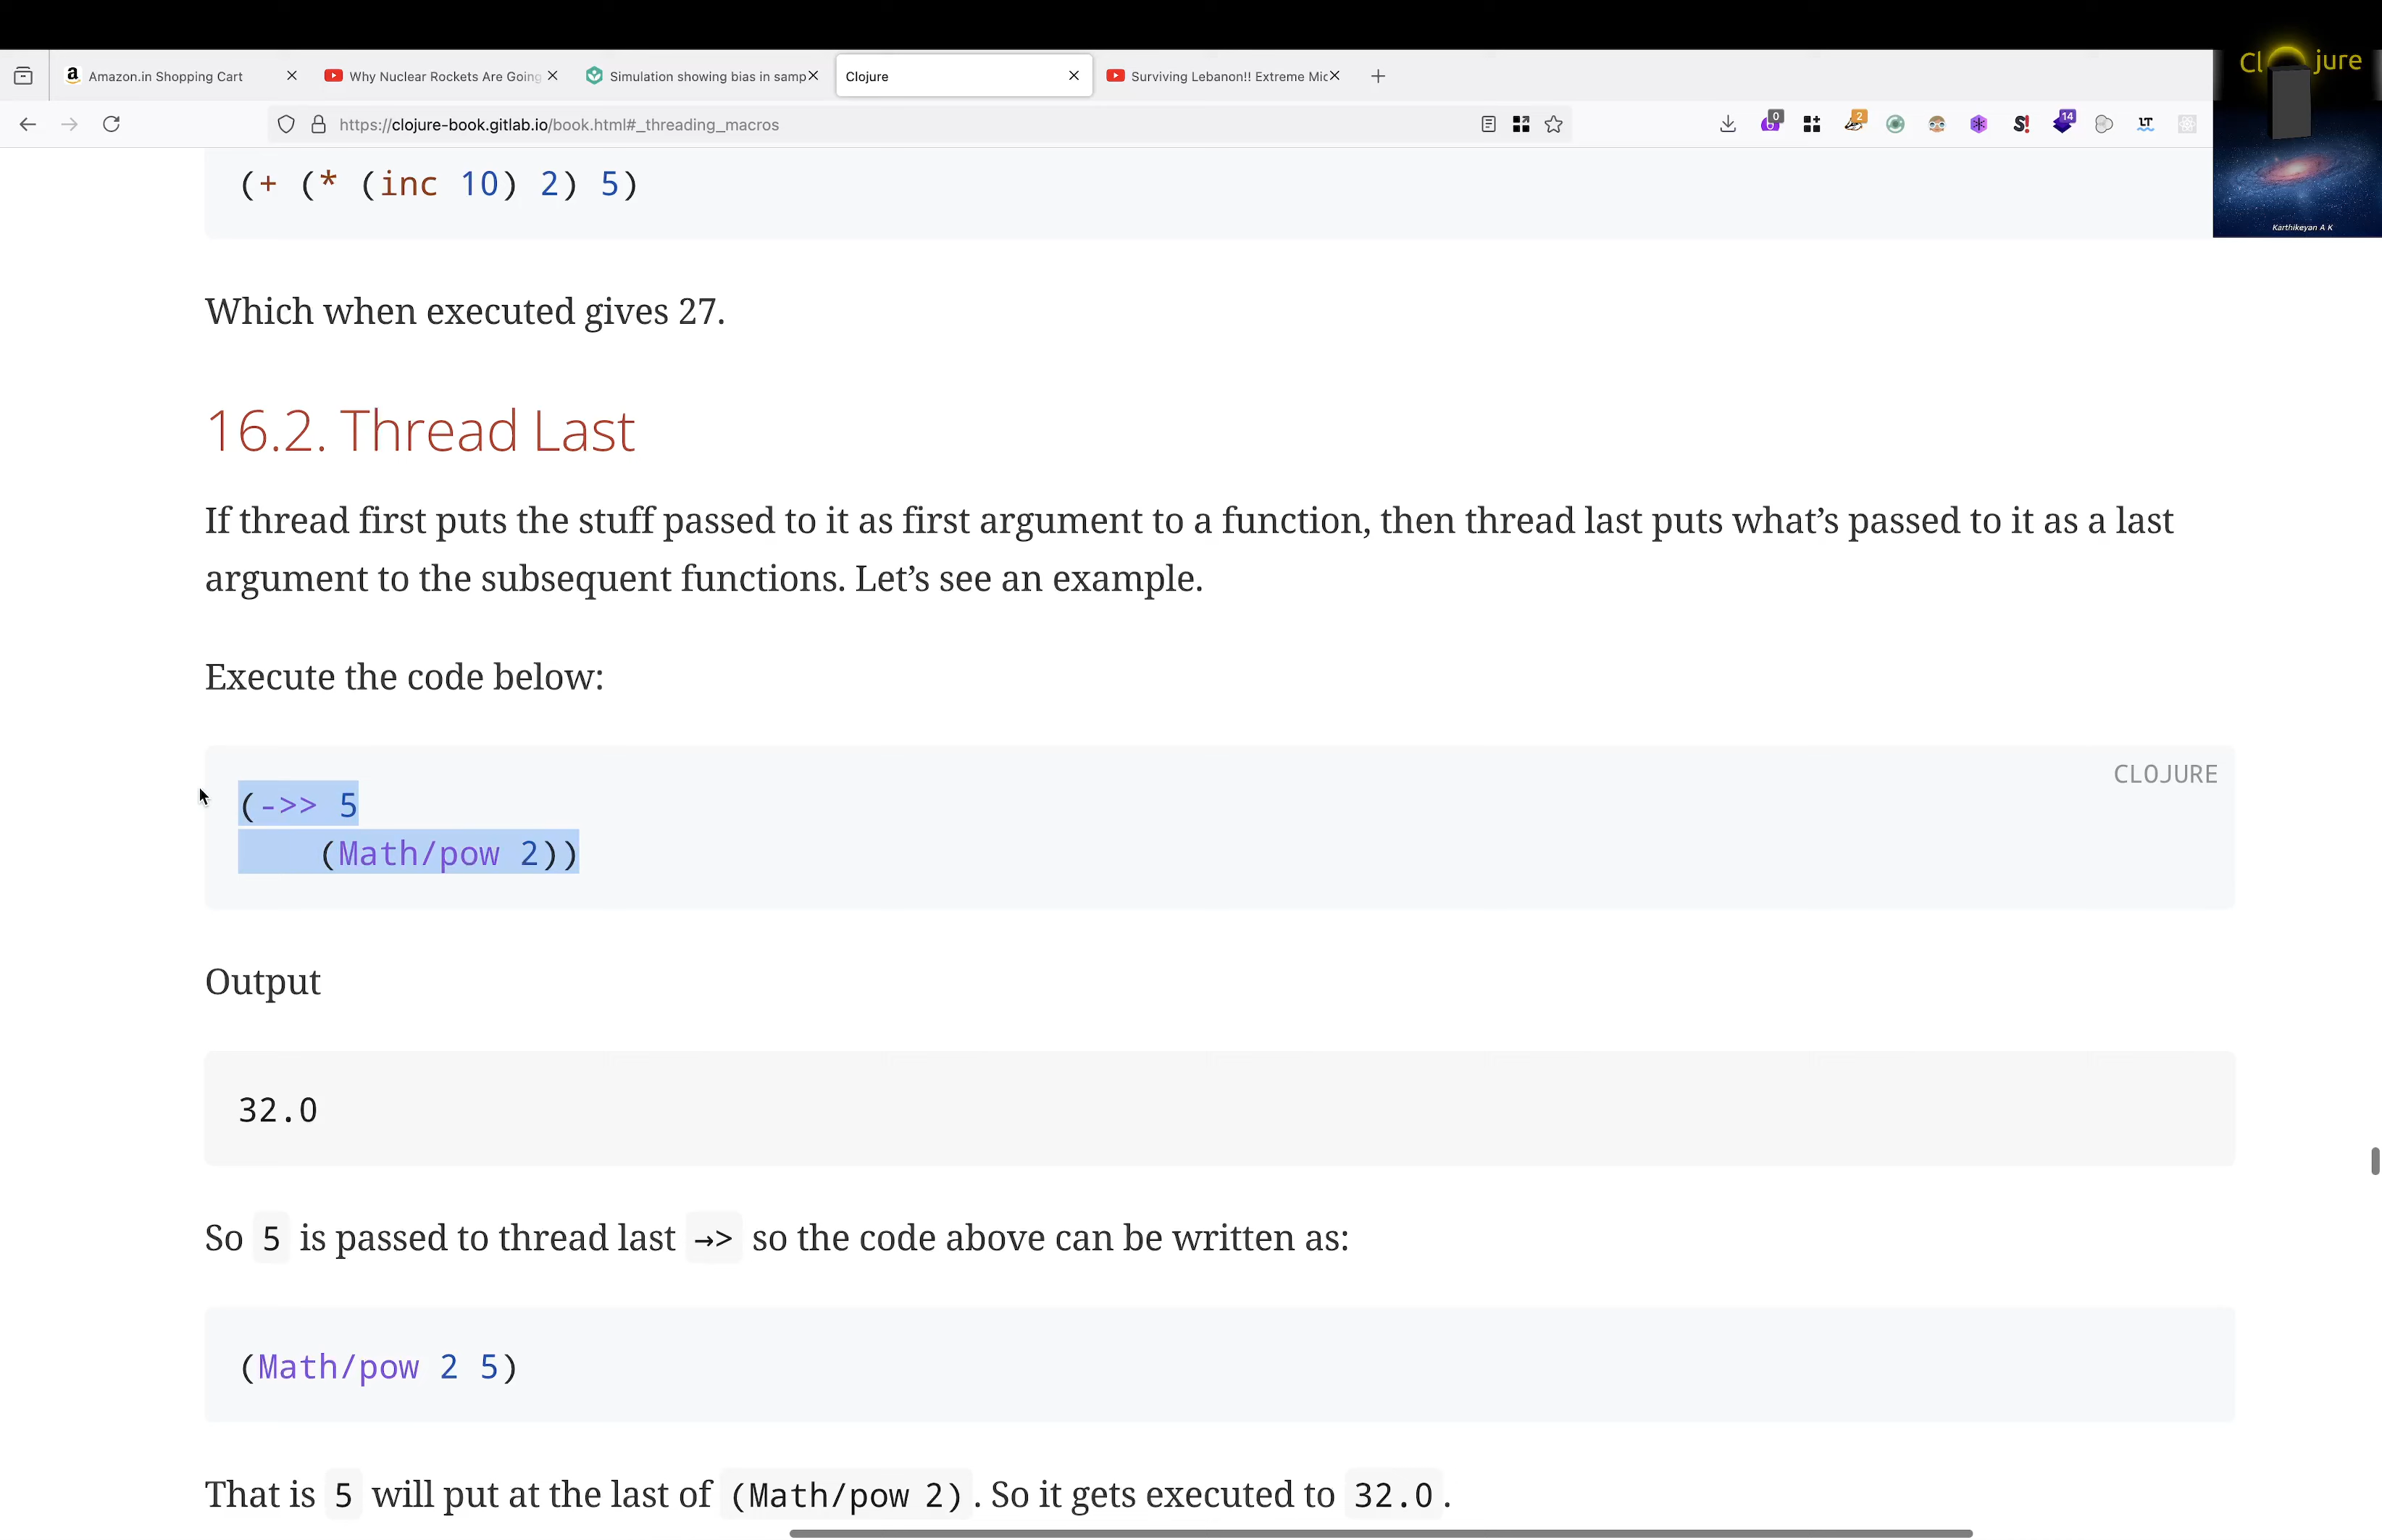 Amazon.in Shopping Cart
Why Nuclear Rockets Are Going
Simulation showing bias in samp
Clojure
Surviving Lebanon!! Extreme Mic
Clojure
https://clojure-book.gitlab.io/book.html#_threading_macros
0
2
S!
14
LT
Karthikeyan A K
(+ (* (inc 10) 2) 5)
Which when executed gives 27.
16.2. Thread Last
If thread first puts the stuff passed to it as first argument to a function, then thread last puts what’s passed to it as a last
argument to the subsequent functions. Let’s see an example.
Execute the code below:
CLOJURE
(->> 5
(Math/pow 2))
Output
32.0
So 5 is passed to thread last →> so the code above can be written as:
(Math/pow 2 5)
That is 5 will put at the last of (Math/pow 2). So it gets executed to 32.0.